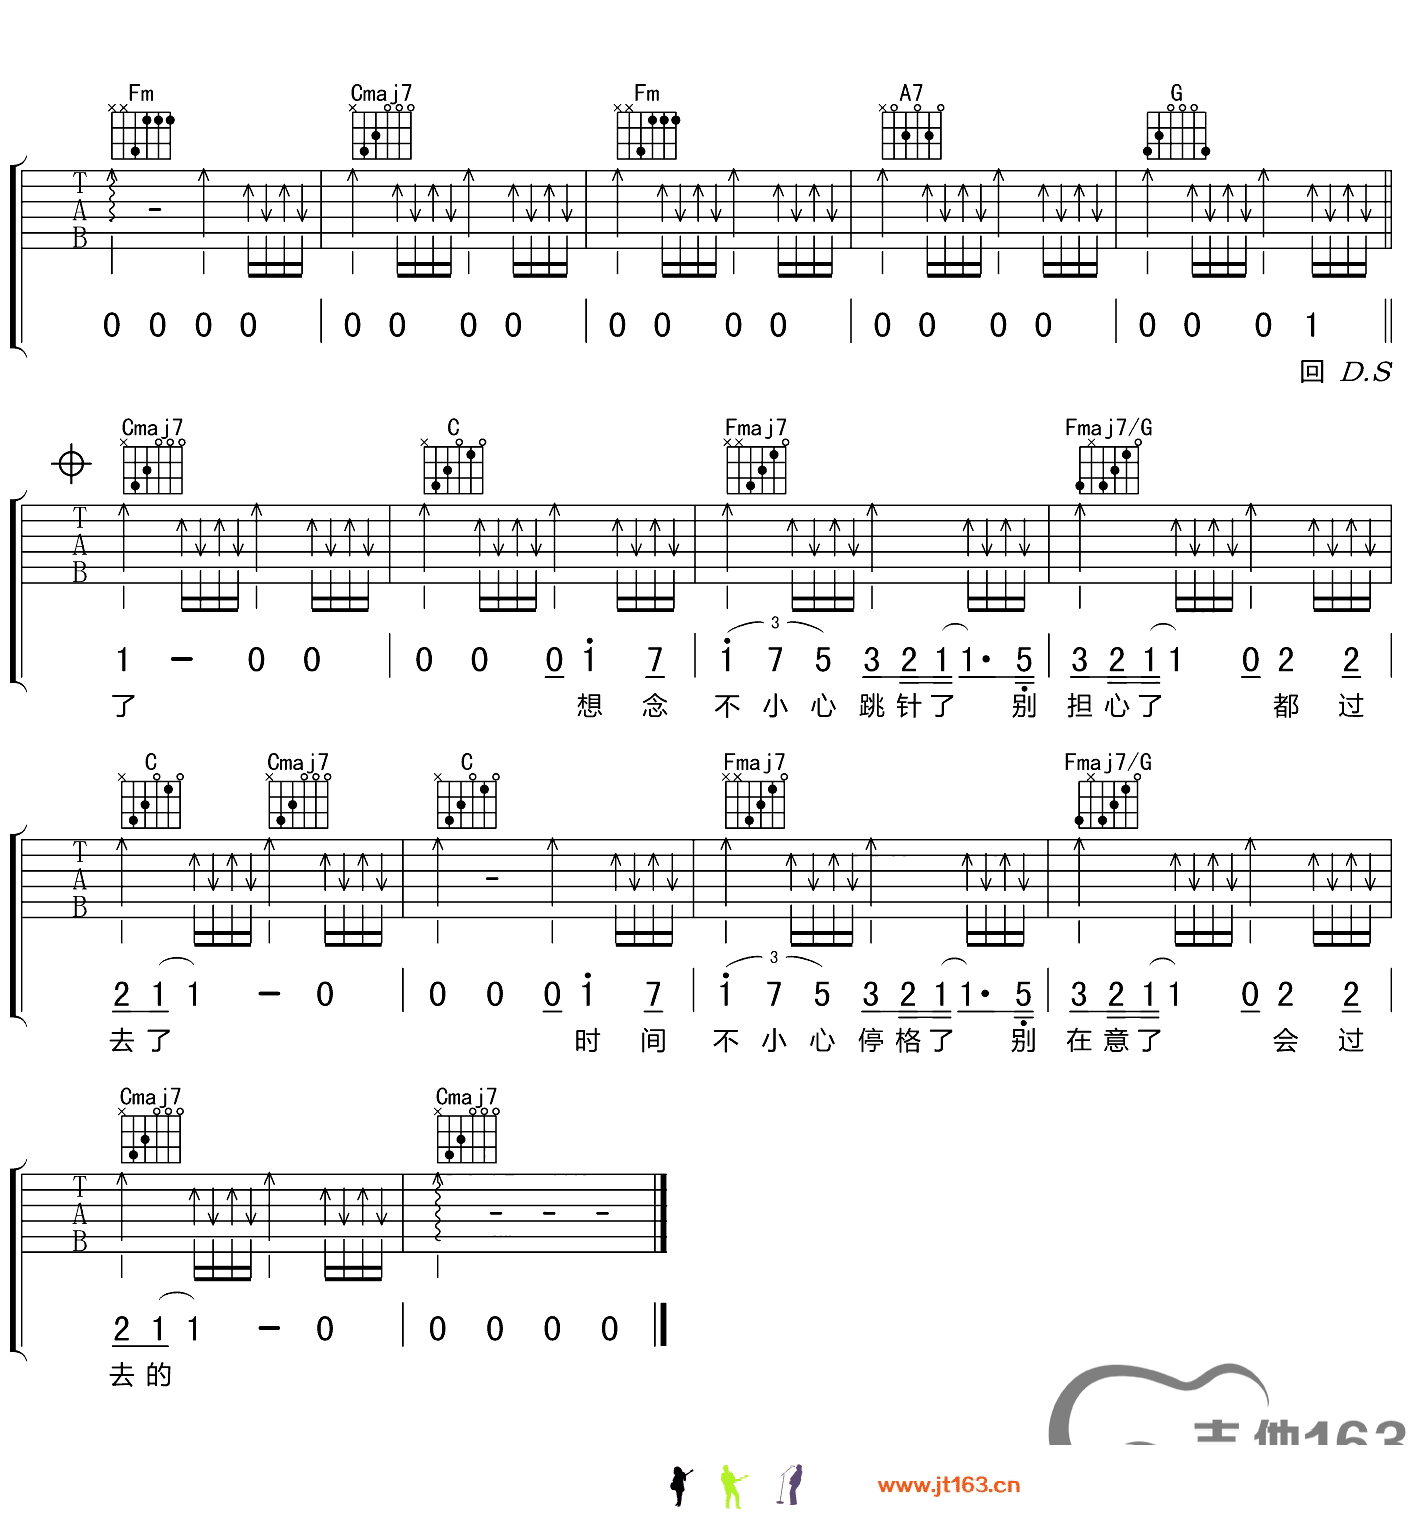 Fm Cmaj7 Fm A7 G
T
A
B
0 0 0 0 0 0 0 0 0 0 0 0 0 0 0 0 0 0 0 1
回 D.S
Cmaj7 C Fmaj7 Fmaj7/G
T
A
B
3
1 - 0 0 0 0 0 1 7 1 7 5 3 2 1 1· 5 3 2 1 1 0 2 2
了 想 念 不 小 心 跳 针 了 别 担 心 了 都 过
C Cmaj7 C Fmaj7 Fmaj7/G
T
A
B
3
2 1 1 - 0 0 0 0 1 7 1 7 5 3 2 1 1· 5 3 2 1 1 0 2 2
去 了 时 间 不 小 心 停 格 了 别 在 意 了 会 过
Cmaj7 Cmaj7
T
A
B
2 1 1 - 0 0 0 0 0
去 的
吉他163
www.jt163.cn